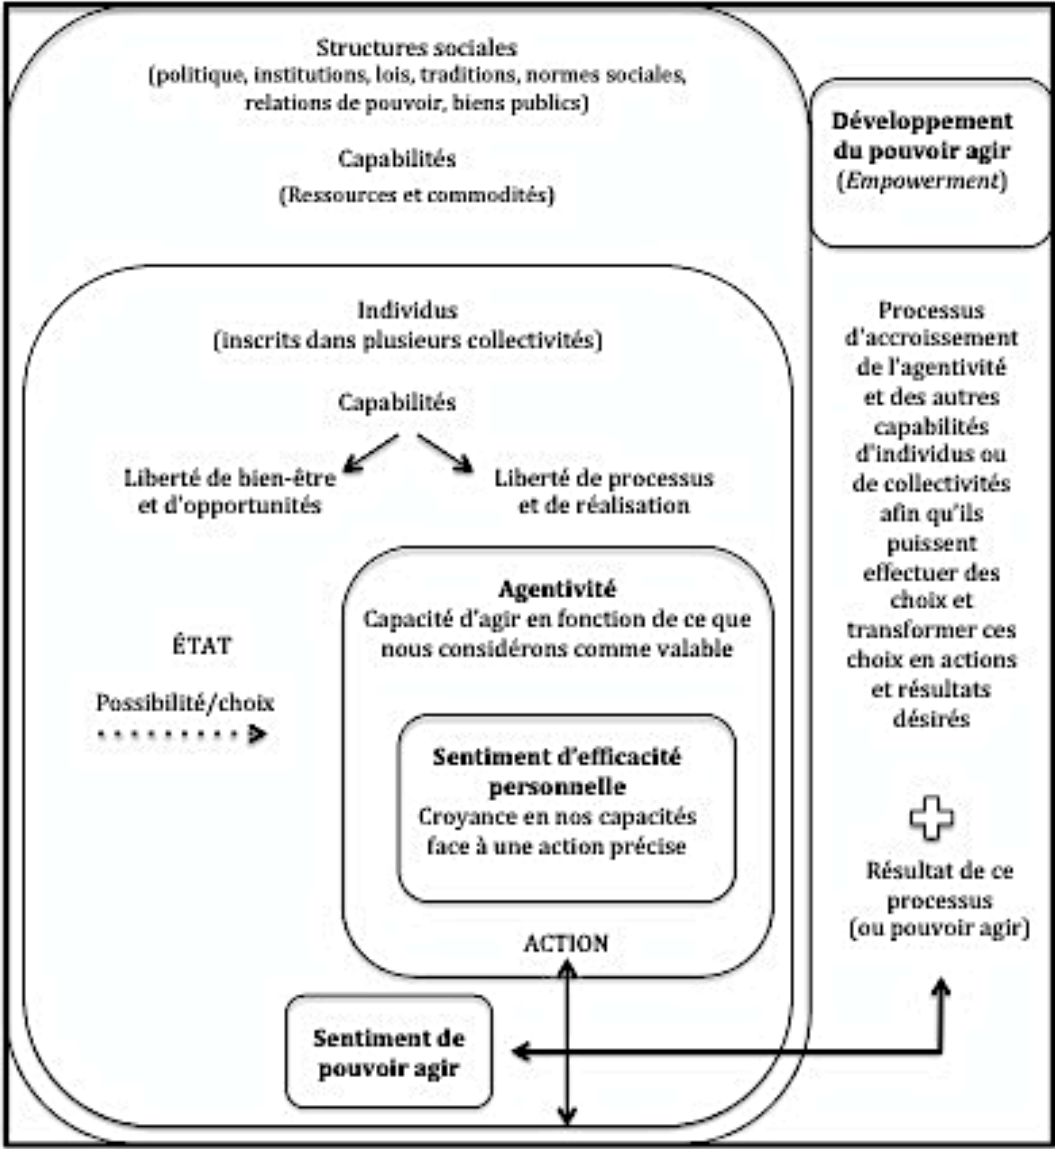 Structures sociales
(politique, institutions, lois, traditions, normes sociales,
relations de pouvoir, biens publics)
Capabilités
(Ressources et commodités)
Développement
du pouvoir agir
(Empowerment)
Individus
(inscrits dans plusieurs collectivités)
Capabilités
Liberté de bien-être
et d'opportunités
Liberté de processus
et de réalisation
Agentivité
Capacité d'agir en fonction de ce que
nous considérons comme valable
ÉTAT
Possibilité/choix
Sentiment d'efficacité
personnelle
Croyance en nos capacités
face à une action précise
ACTION
Sentiment de
pouvoir agir
Processus
d'accroissement
de l'agentivité
et des autres
capabilités
d'individus ou
de collectivités
afin qu'ils
puissent
effectuer des
choix et
transformer ces
choix en actions
et résultats
désirés
Résultat de ce
processus
(ou pouvoir agir)